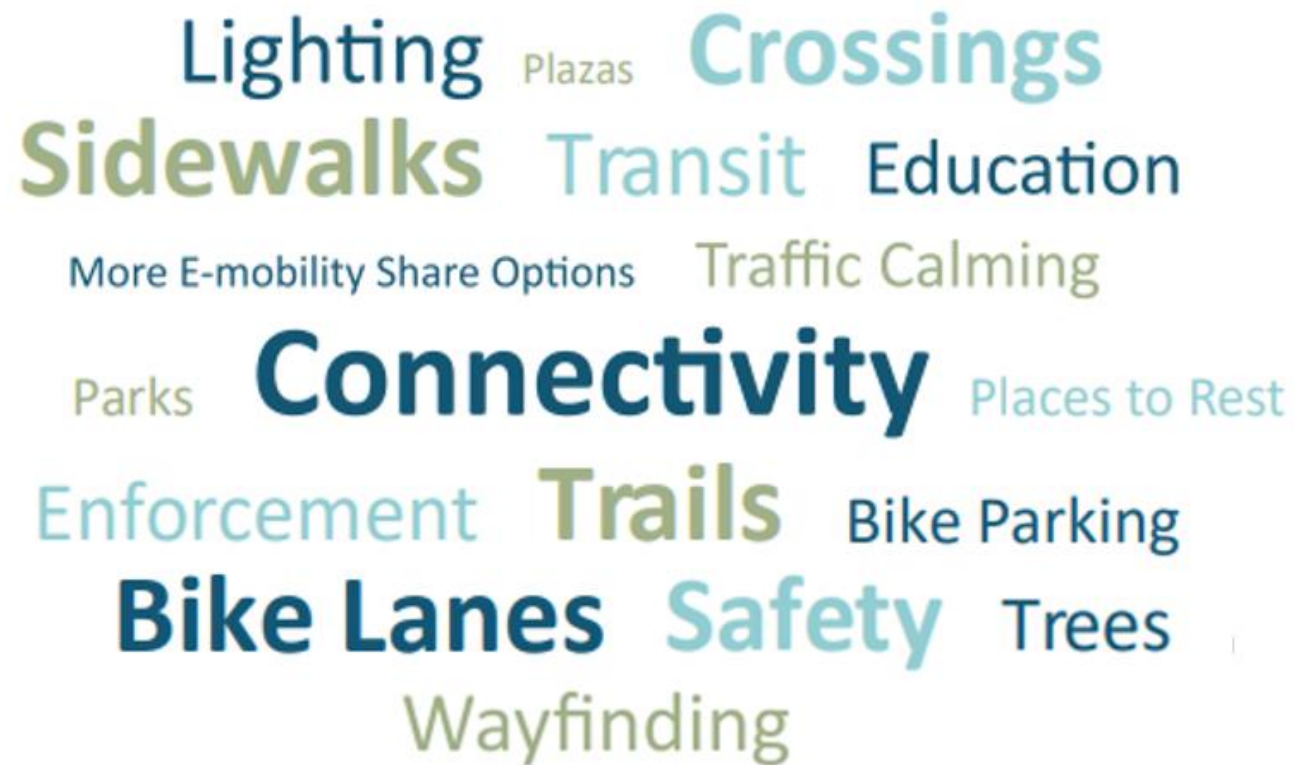 Lighting Plazas Crossings
Sidewalks Transit Education
More E-mobility Share Options Traffic Calming
Parks Connectivity Places to Rest
Enforcement Trails Bike Parking
Bike Lanes Safety Trees
Wayfinding